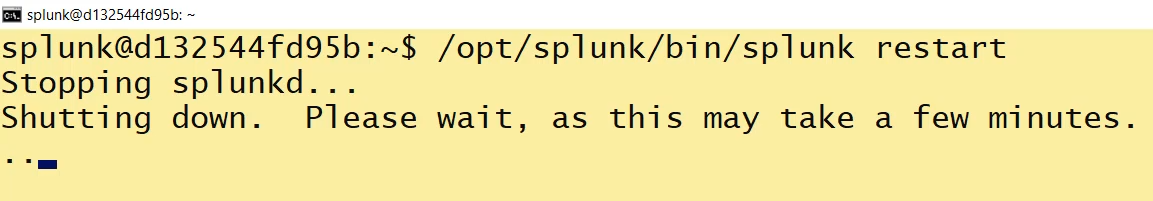 splunk@d132544fd95b: ~
splunk@d132544fd95b:~$ /opt/splunk/bin/splunk restart
Stopping splunkd...
Shutting down.  Please wait, as this may take a few minutes.
..